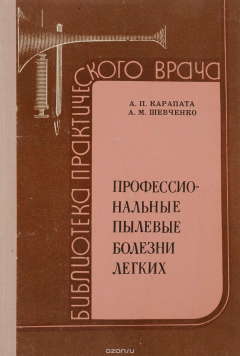 БИБЛИОТЕКА ПРАКТИЧЕСКОГО ВРАЧА
А. П. КАРАПАТА
А. М. ШЕВЧЕНКО
ПРОФЕССИО-
НАЛЬНЫЕ
ПЫЛЕВЫЕ
БОЛЕЗНИ
ЛЕГКИХ
ozon.ru